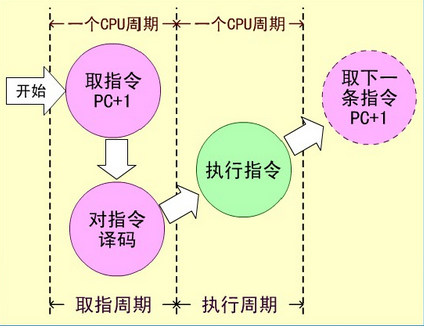 一个CPU周期
一个CPU周期
开始
取指令
PC+1
取下一
条指令
PC+1
执行指令
对指令
译码
取指周期
执行周期